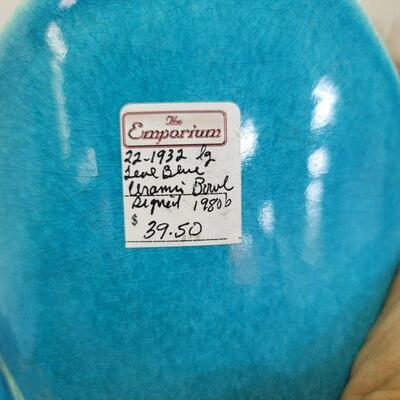 The
Emporium
22-1932 lg
Teal Blue
Ceramic Bowl
Signed 1980s
$ 39.50